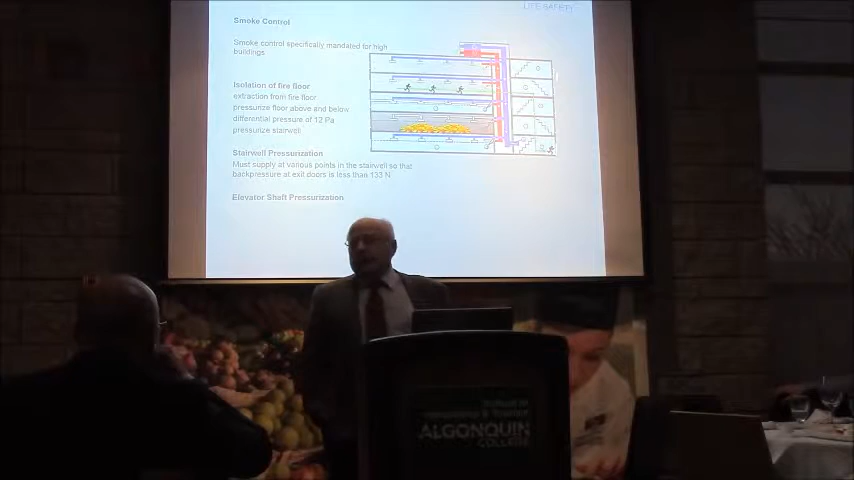 LIFE SAFETY
Smoke Control
Smoke control specifically mandated for high
buildings
Isolation of fire floor
extraction from fire floor
pressurize floor above and below
differential pressure of 12 Pa
pressurize stairwell
Stairwell Pressurization
Must supply at various points in the stairwell so that
backpressure at exit doors is less than 133 N
Elevator Shaft Pressurization
ALGONQUIN
COLLEGE